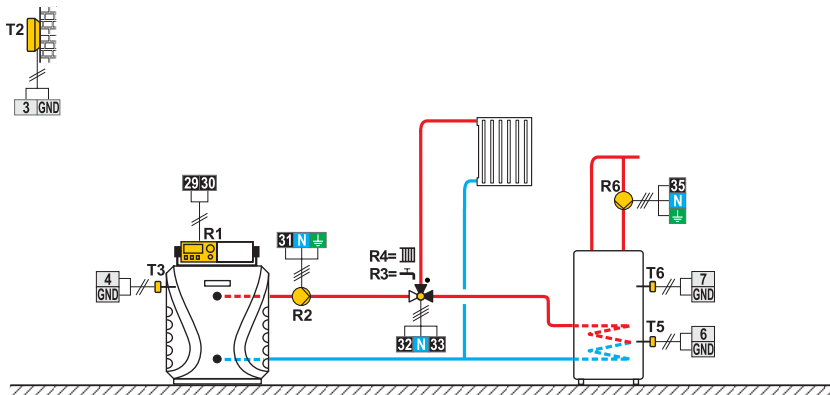 T2
3 GND
29 30
R1
31 N
R6
35
N
R4=
R3=
T3
4
GND
R2
T6
7
GND
T5
6
GND
32 N 33